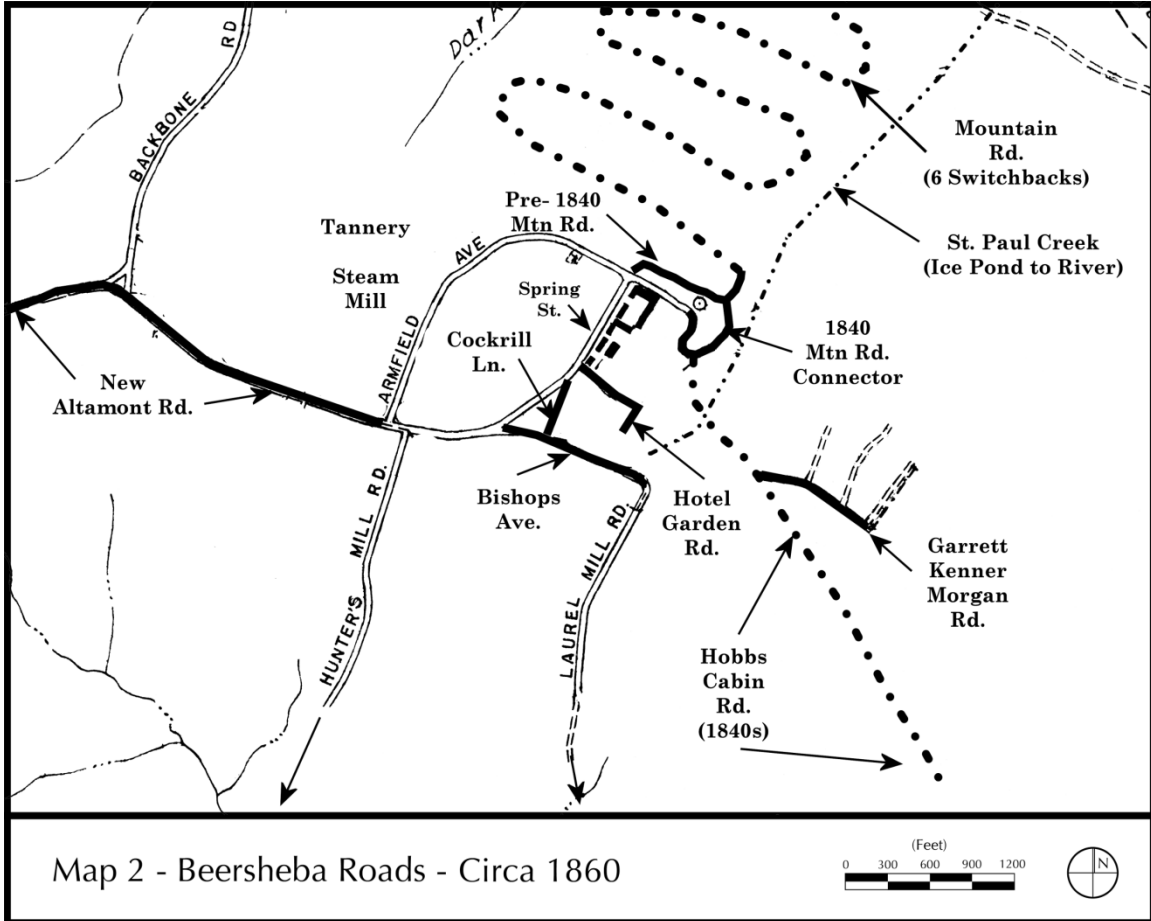 BACKBONE RD
Dark
Mountain
Rd.
(6 Switchbacks)
Pre- 1840
Mtn Rd.
Tannery
St. Paul Creek
(Ice Pond to River)
Steam
Mill
ARMFIELD AVE
Spring
St.
Cockrill
Ln.
1840
Mtn Rd.
Connector
New
Altamont Rd.
Bishops
Ave.
Hotel
Garden
Rd.
HUNTER'S MILL RD.
LAUREL MILL RD.
Garrett
Kenner
Morgan
Rd.
Hobbs
Cabin
Rd.
(1840s)
Map 2 - Beersheba Roads - Circa 1860
(Feet)
0 300 600 900 1200
N